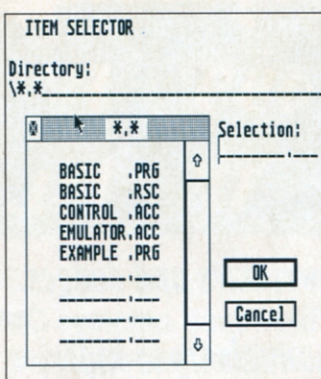 ITEM SELECTOR
Directory:
\*.*
*.*
Selection:
BASIC .PRG
BASIC .RSC
CONTROL .ACC
EMULATOR.ACC
EXAMPLE .PRG
OK
Cancel